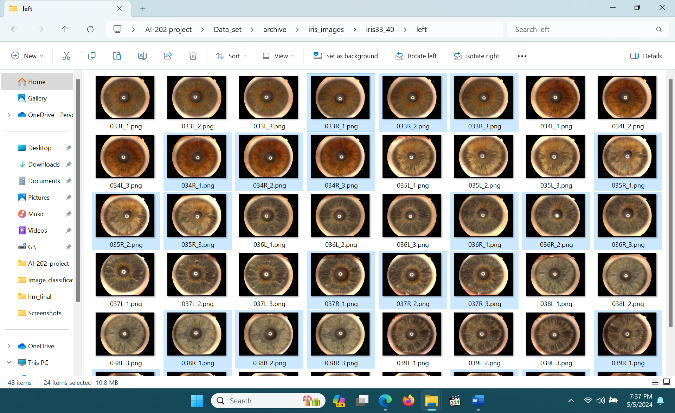 left
AI-202 project > Data_set > archive > iris_images > iris33_40 > left
Search left
New
Sort
View
Set as background
Rotate left
Rotate right
Details
Home
Gallery
OneDrive - Perso
Desktop
Downloads
Documents
Pictures
Music
Videos
AI-202 project
Image classificat
Screenshots
OneDrive
This PC
033L_1.png 033L_2.png 033L_3.png 033R_1.png 033R_2.png 033R_3.png 034L_1.png 034L_2.png
034L_3.png 034R_1.png 034R_2.png 034R_3.png 035L_1.png 035L_2.png 035L_3.png 035R_1.png
035R_2.png 035R_3.png 036L_1.png 036L_2.png 036L_3.png 036R_1.png 036R_2.png 036R_3.png
037L_1.png 037L_2.png 037L_3.png 037R_1.png 037R_2.png 037R_3.png 038L_1.png 038L_2.png
038L_3.png 038R_1.png 038R_2.png 038R_3.png 039L_1.png 039L_2.png 039L_3.png 039R_1.png
48 items 24 items selected 10.8 MB
Search
7:37 PM
5/5/2024